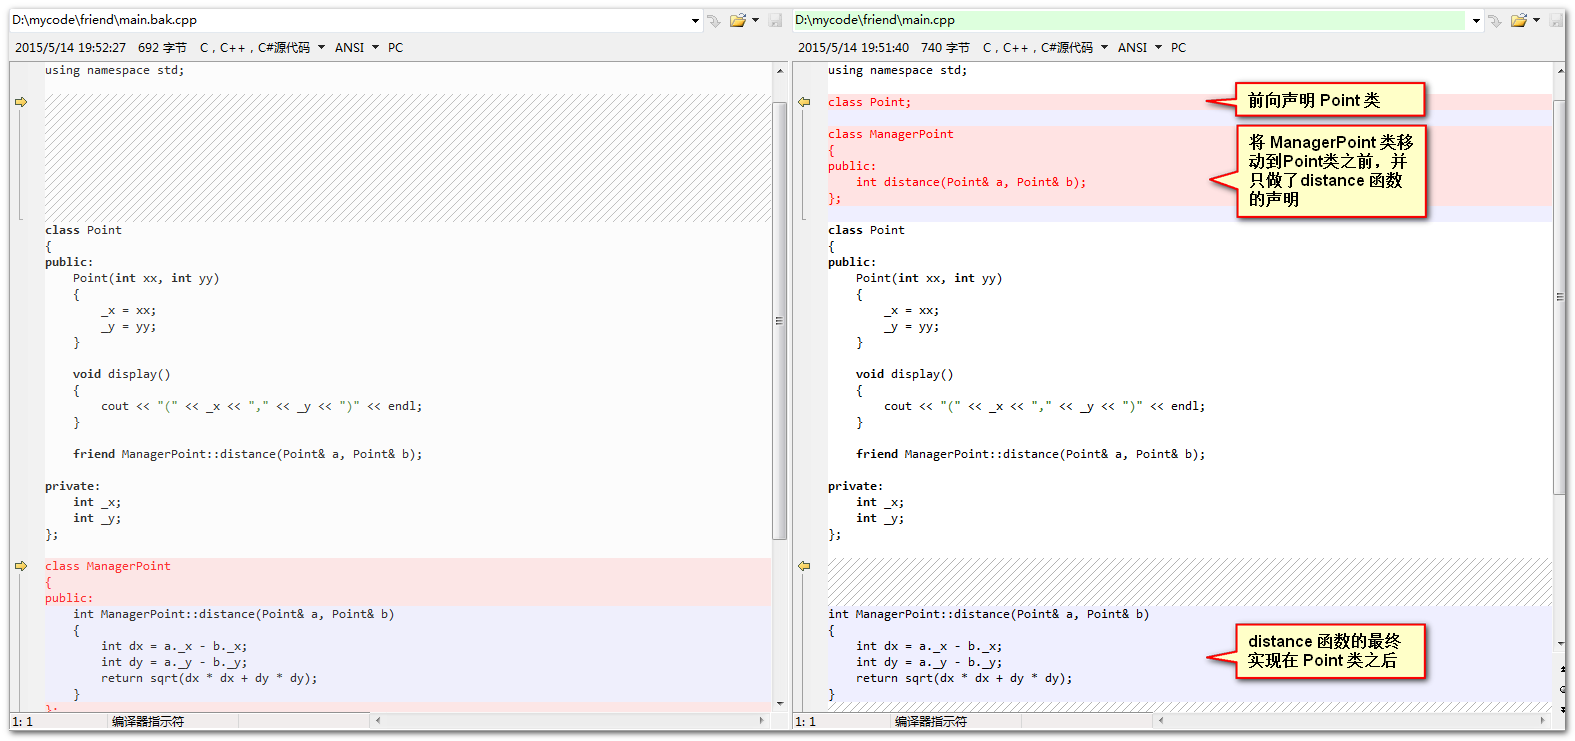 D:\mycode\friend\main.bak.cpp
2015/5/14 19:52:27 692 字节 C，C++，C#源代码 ANSI PC
using namespace std;
class Point
{
public:
Point(int xx, int yy)
{
_x = xx;
_y = yy;
}
void display()
{
cout << "(" << _x << "," << _y << ")" << endl;
}
friend ManagerPoint::distance(Point& a, Point& b);
private:
int _x;
int _y;
};
class ManagerPoint
{
public:
int ManagerPoint::distance(Point& a, Point& b)
{
int dx = a._x - b._x;
int dy = a._y - b._y;
return sqrt(dx * dx + dy * dy);
}
};
1: 1 编译器指示符
D:\mycode\friend\main.cpp
2015/5/14 19:51:40 740 字节 C，C++，C#源代码 ANSI PC
using namespace std;
class Point;
前向声明 Point 类
class ManagerPoint
{
public:
int distance(Point& a, Point& b);
};
将 ManagerPoint 类移
动到Point类之前，并
只做了distance 函数
的声明
class Point
{
public:
Point(int xx, int yy)
{
_x = xx;
_y = yy;
}
void display()
{
cout << "(" << _x << "," << _y << ")" << endl;
}
friend ManagerPoint::distance(Point& a, Point& b);
private:
int _x;
int _y;
};
int ManagerPoint::distance(Point& a, Point& b)
{
int dx = a._x - b._x;
int dy = a._y - b._y;
return sqrt(dx * dx + dy * dy);
}
distance 函数的最终
实现在 Point 类之后
1: 1 编译器指示符